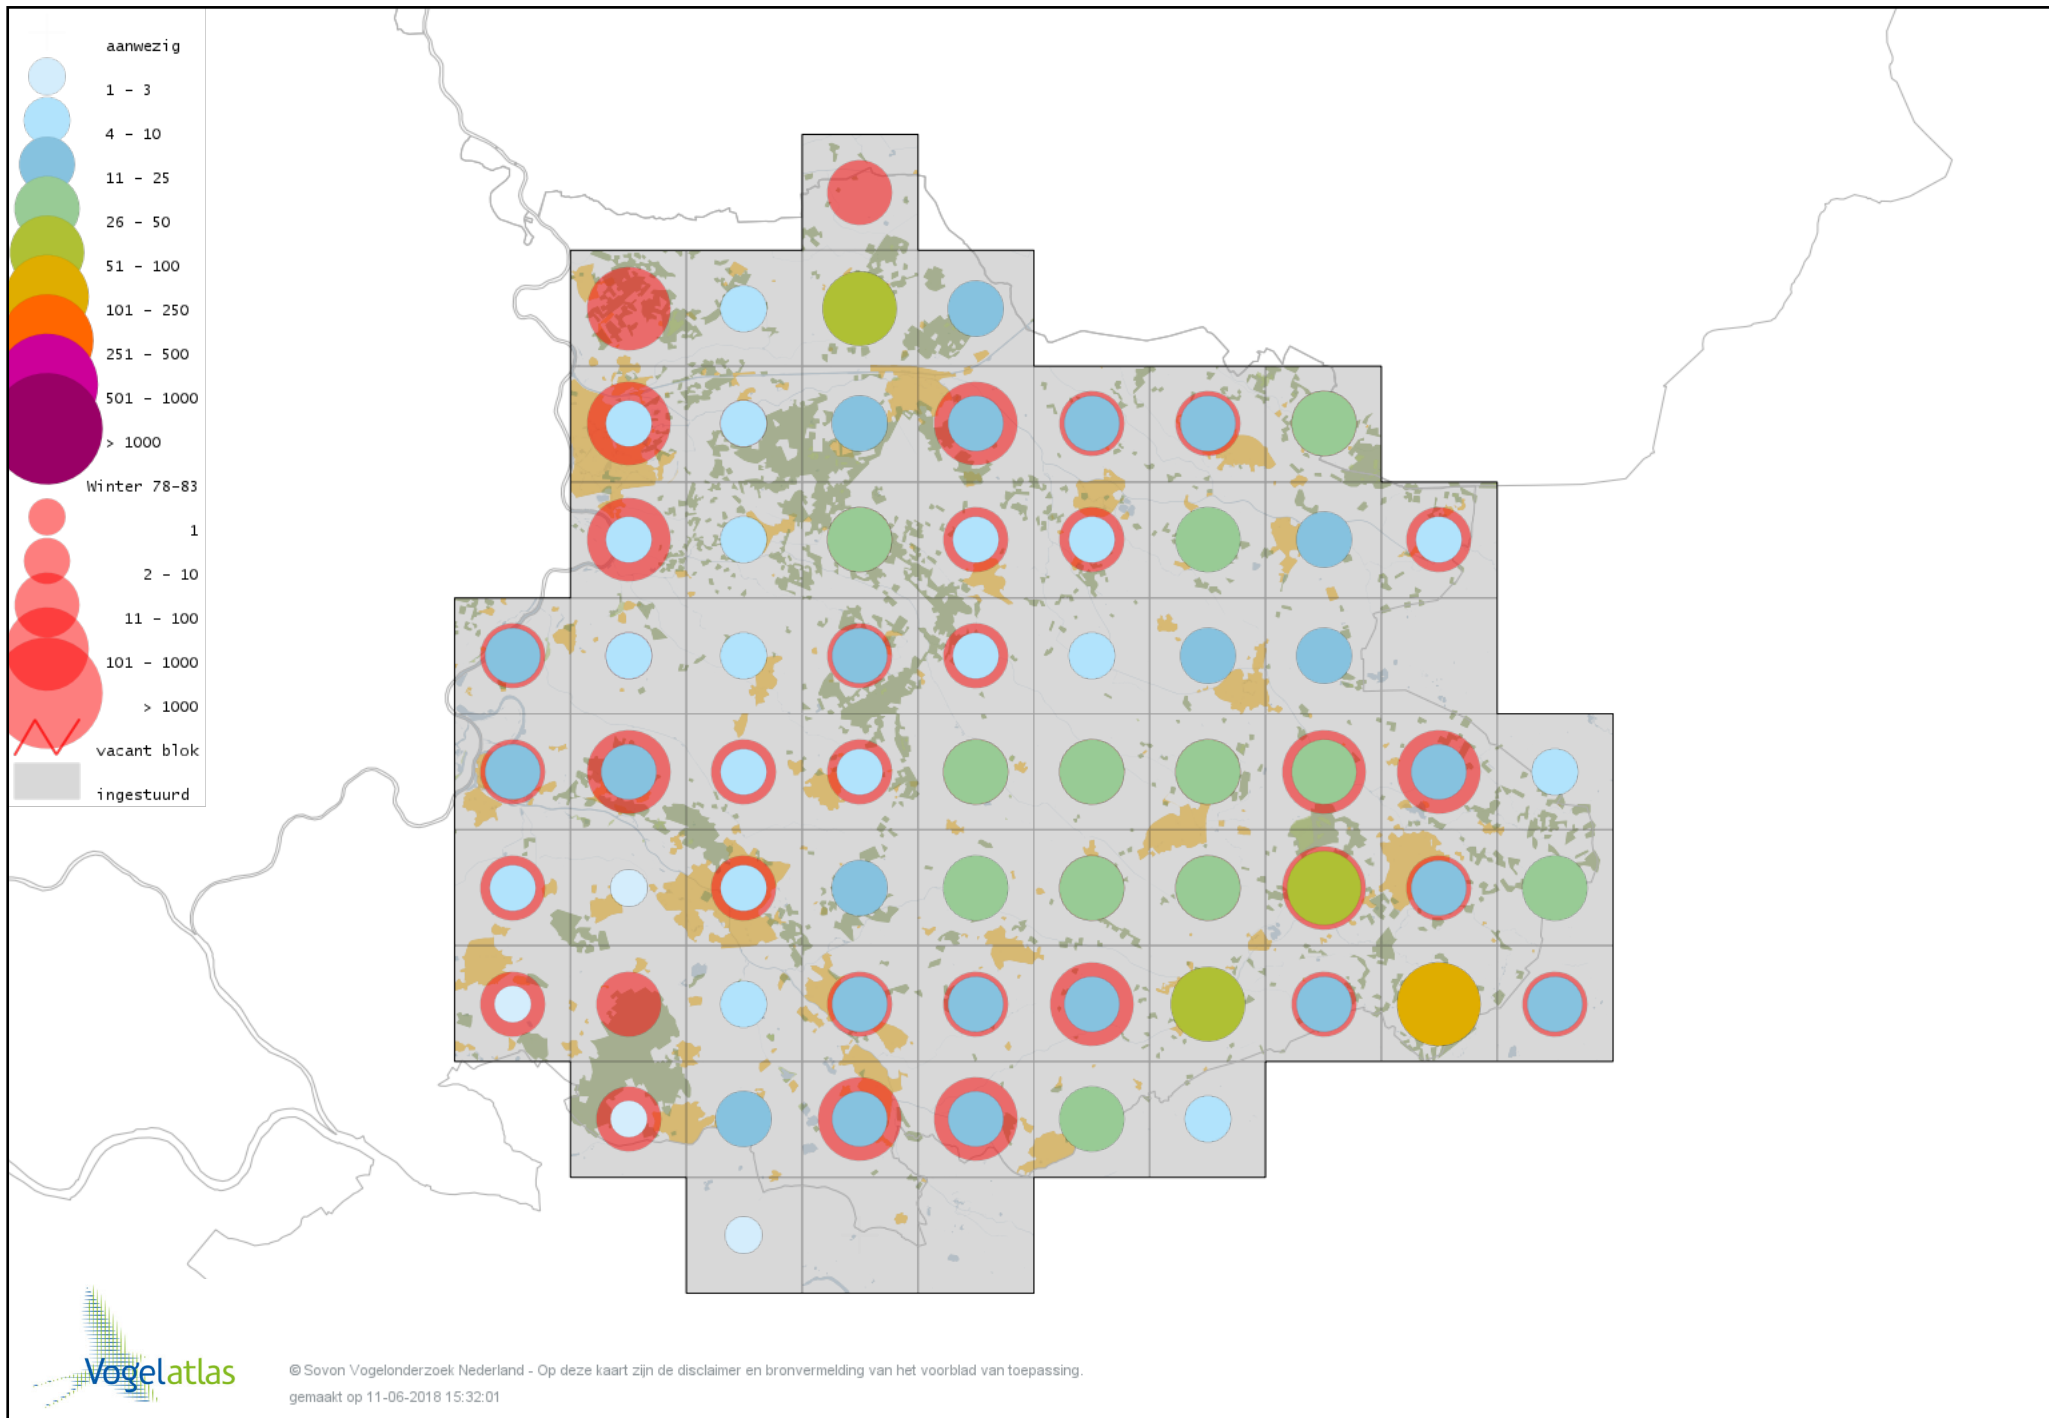 aanwezig
1 - 3
4 - 10
11 - 25
26 - 50
51 - 100
101 - 250
251 - 500
501 - 1000
> 1000
Winter 78-83
1
2 - 10
11 - 100
101 - 1000
> 1000
vacant blok
ingestuurd
Vogelatlas
© Sovon Vogelonderzoek Nederland - Op deze kaart zijn de disclaimer en bronvermelding van het voorblad van toepassing.
gemaakt op 11-06-2018 15:32:01